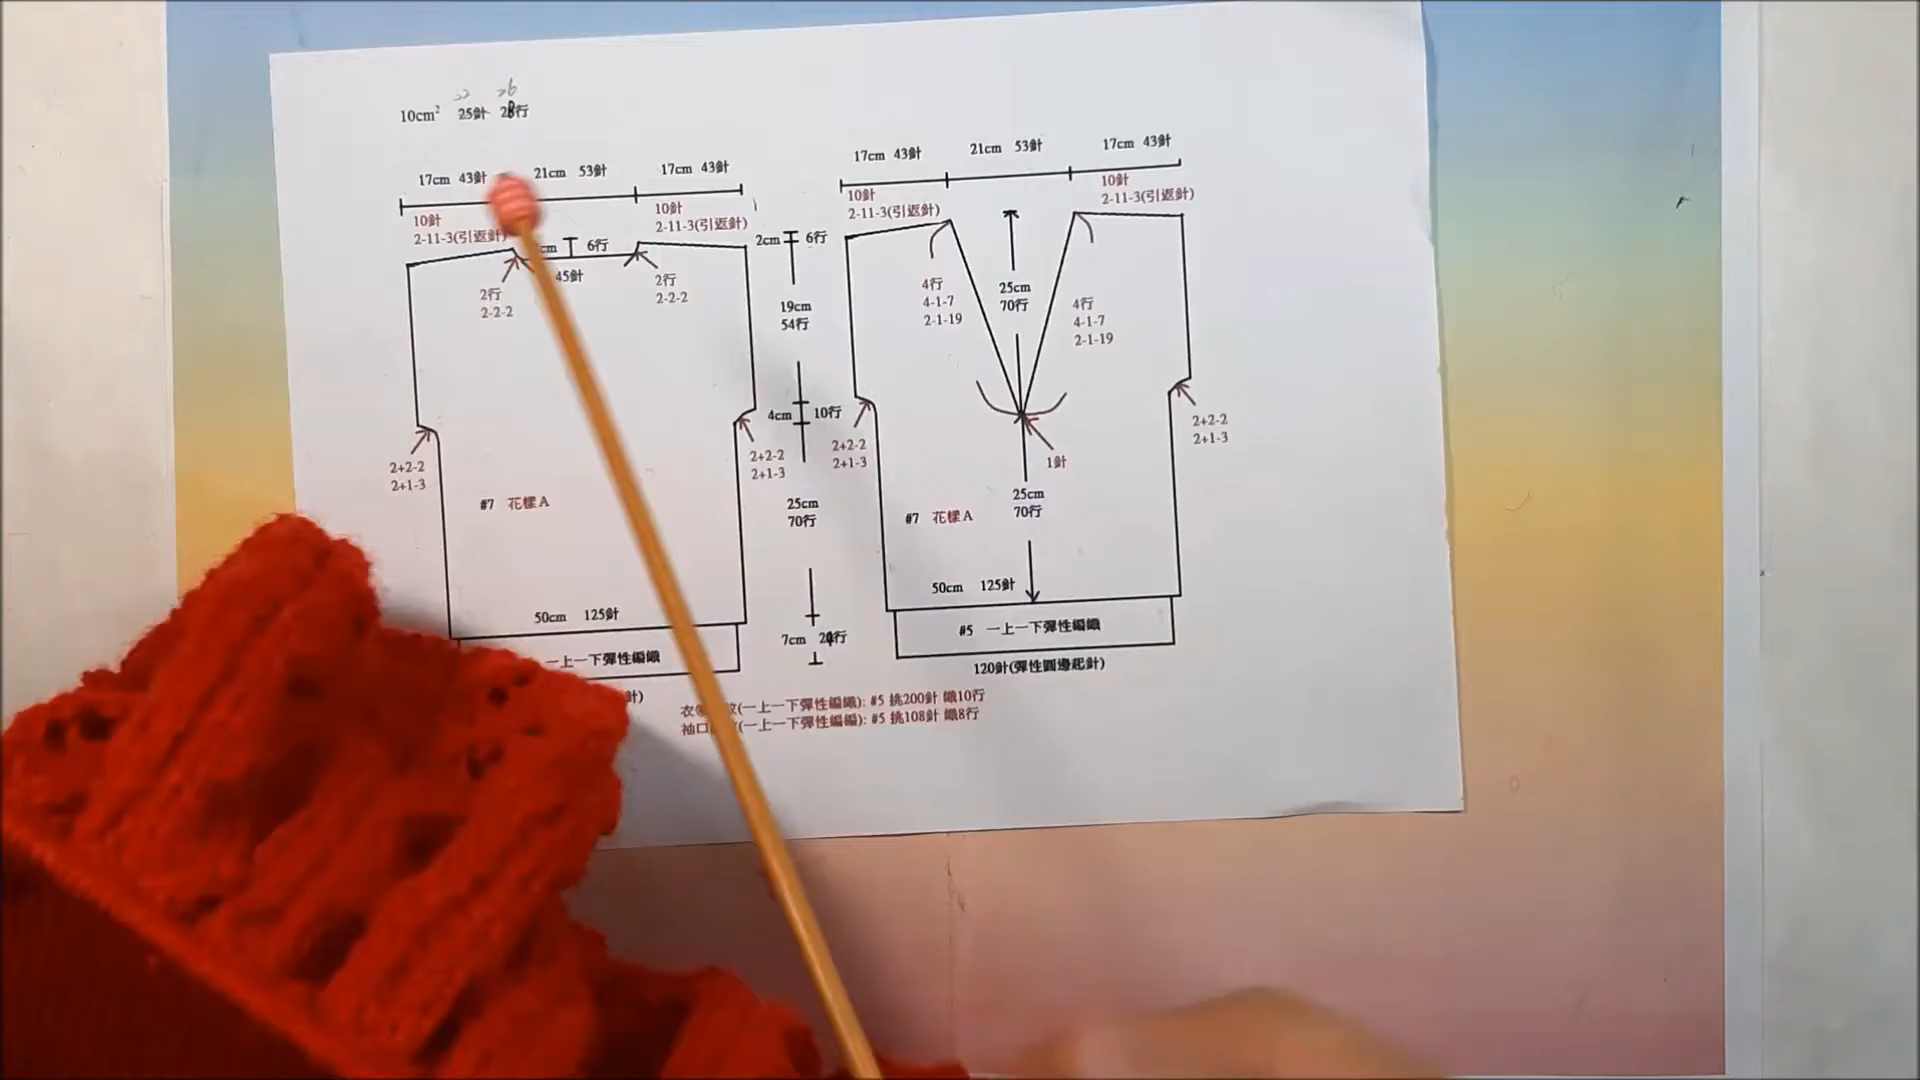 22 26
10cm² 25針 28行
17cm 43針 21cm 53針 17cm 43針
10針
2-11-3(引返針)
10針
2-11-3(引返針)
6行
45針
2行
2-2-2
2行
2-2-2
2+2-2
2+1-3
2+2-2
2+1-3
#7 花樣A
50cm 125針
一上一下彈性編織
2cm 6行
19cm
54行
4cm 10行
25cm
70行
7cm 行
17cm 43針 21cm 53針 17cm 43針
10針
2-11-3(引返針)
10針
2-11-3(引返針)
25cm
70行
4行
4-1-7
2-1-19
4行
4-1-7
2-1-19
2+2-2
2+1-3
2+2-2
2+1-3
1針
25cm
70行
#7 花樣A
50cm 125針
#5 一上一下彈性編織
120針(彈性圓邊起針)
衣 (一上一下彈性編織): #5 挑200針 織10行
袖口 (一上一下彈性編編): #5 挑108針 織8行